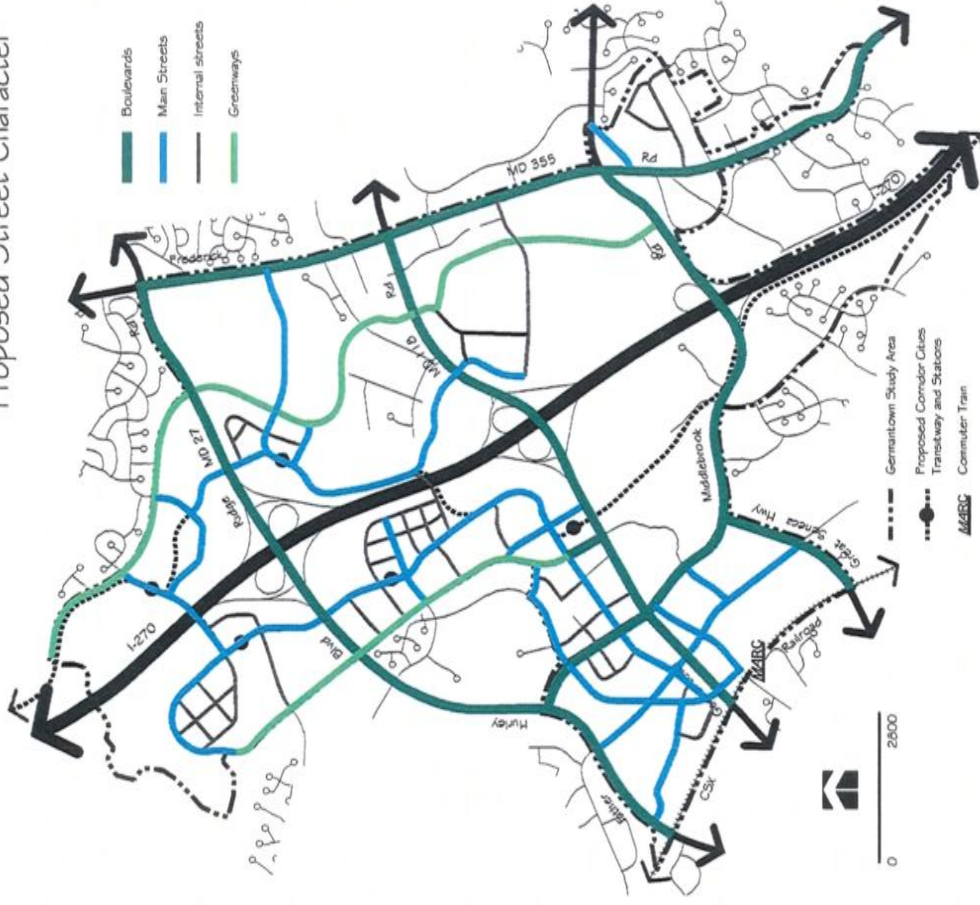 Proposed Street Character
Boulevards
Main Streets
Internal streets
Greenways
Frederick
Rd
MD 355
Rd
MD 118
Rd
Rd
I-270
MD 27
Ridge
Blvd
I-270
Middlebrook
Great
Seneca Hwy
Father
Hurley
CSX
Railroad
MARC
Germantown Study Area
Proposed Corridor Cities
Transitway and Stations
MARC Commuter Train
0 2800